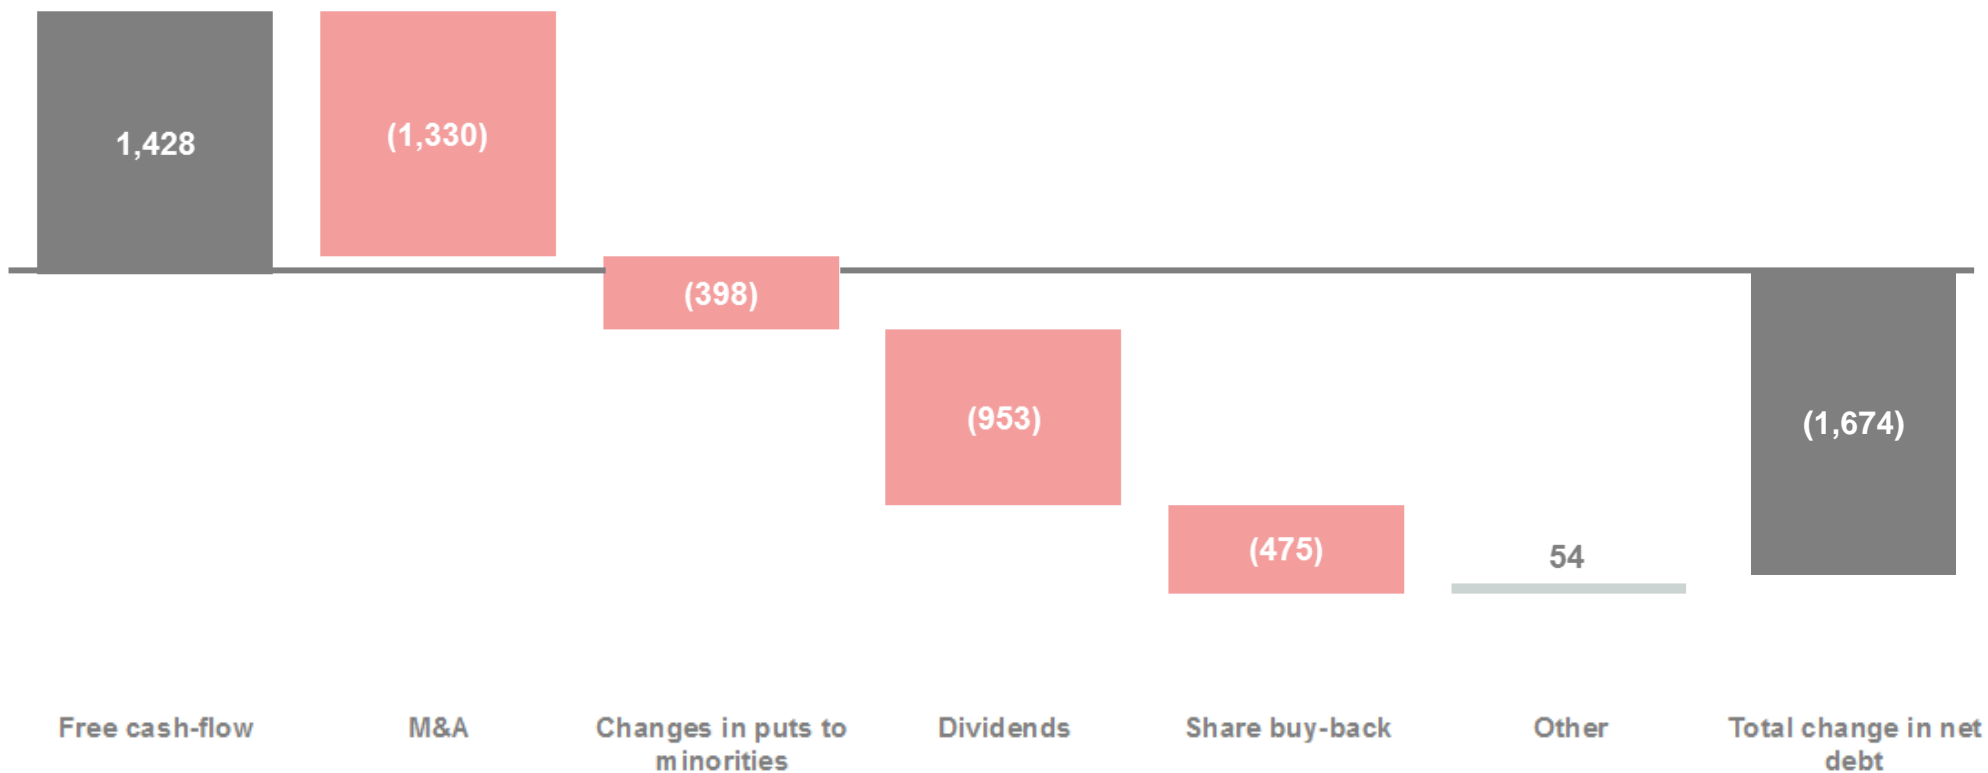 1,428
(1,330)
(398)
(953)
(475)
54
(1,674)
Free cash-flow
M&A
Changes in puts to
minorities
Dividends
Share buy-back
Other
Total change in net
debt